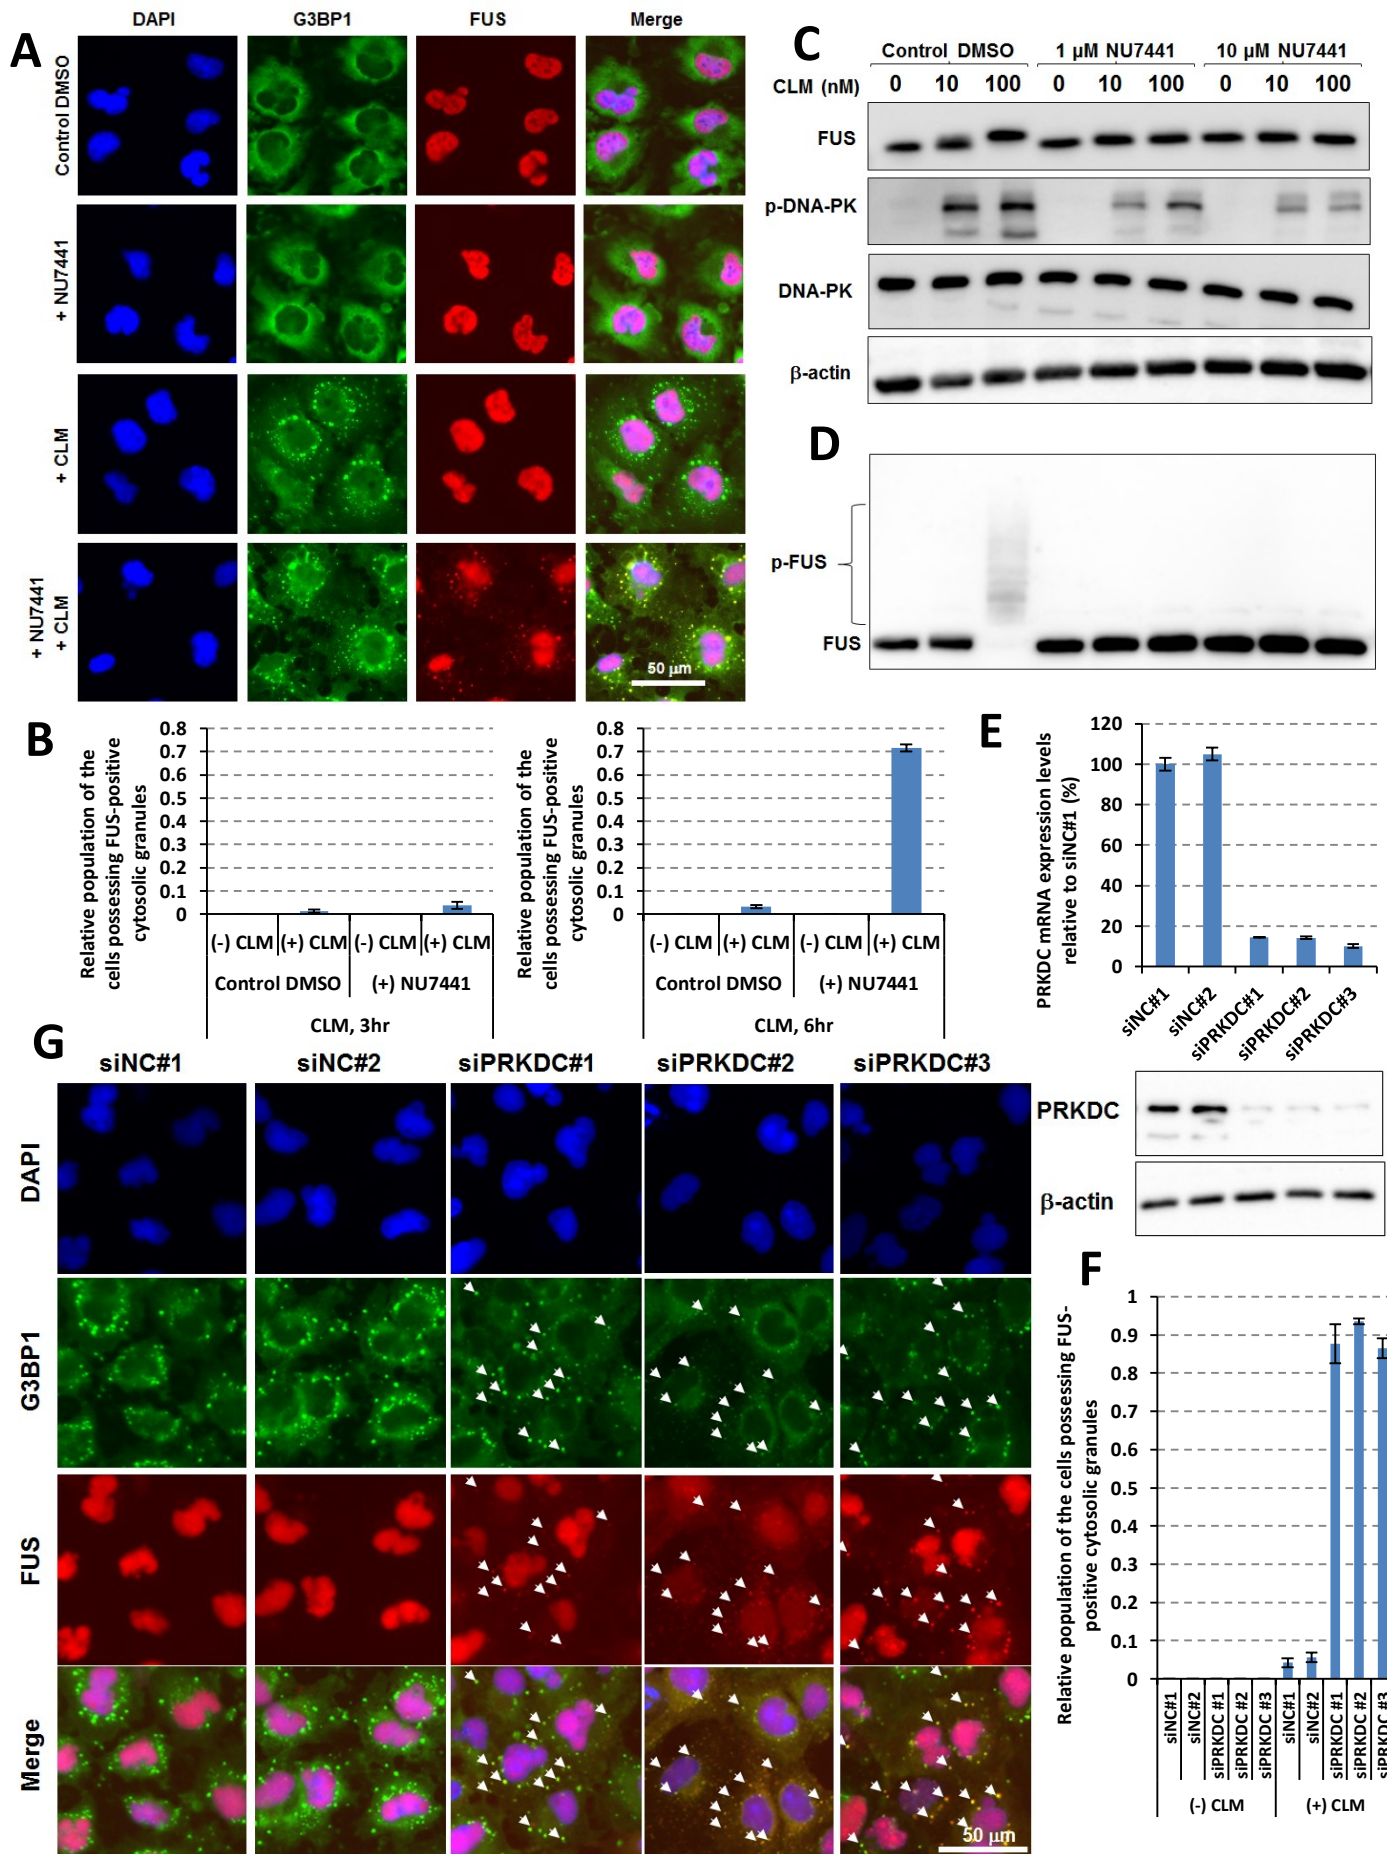 A
DAPI
G3BP1
FUS
Merge
Control DMSO
+ NU7441
+ CLM
+ NU7441
+ CLM
50 µm
C
Control DMSO
1 µM NU7441
10 µM NU7441
CLM (nM)
0
10
100
0
10
100
0
10
100
FUS
p-DNA-PK
DNA-PK
β-actin
D
p-FUS
FUS
B
Relative population of the
cells possessing FUS-positive
cytosolic granules
0.8
0.7
0.6
0.5
0.4
0.3
0.2
0.1
0
(-) CLM
(+) CLM
(-) CLM
(+) CLM
Control DMSO
(+) NU7441
CLM, 3hr
Relative population of the
cells possessing FUS-positive
cytosolic granules
0.8
0.7
0.6
0.5
0.4
0.3
0.2
0.1
0
(-) CLM
(+) CLM
(-) CLM
(+) CLM
Control DMSO
(+) NU7441
CLM, 6hr
E
PRKDC mRNA expression levels
relative to siNC#1 (%)
120
100
80
60
40
20
0
siNC#1
siNC#2
siPRKDC#1
siPRKDC#2
siPRKDC#3
PRKDC
β-actin
G
siNC#1
siNC#2
siPRKDC#1
siPRKDC#2
siPRKDC#3
DAPI
G3BP1
FUS
Merge
50 µm
F
Relative population of the cells possessing FUS-
positive cytosolic granules
1
0.9
0.8
0.7
0.6
0.5
0.4
0.3
0.2
0.1
0
siNC#1
siNC#2
siPRKDC #1
siPRKDC #2
siPRKDC #3
siNC#1
siNC#2
siPRKDC #1
siPRKDC #2
siPRKDC #3
(-) CLM
(+) CLM